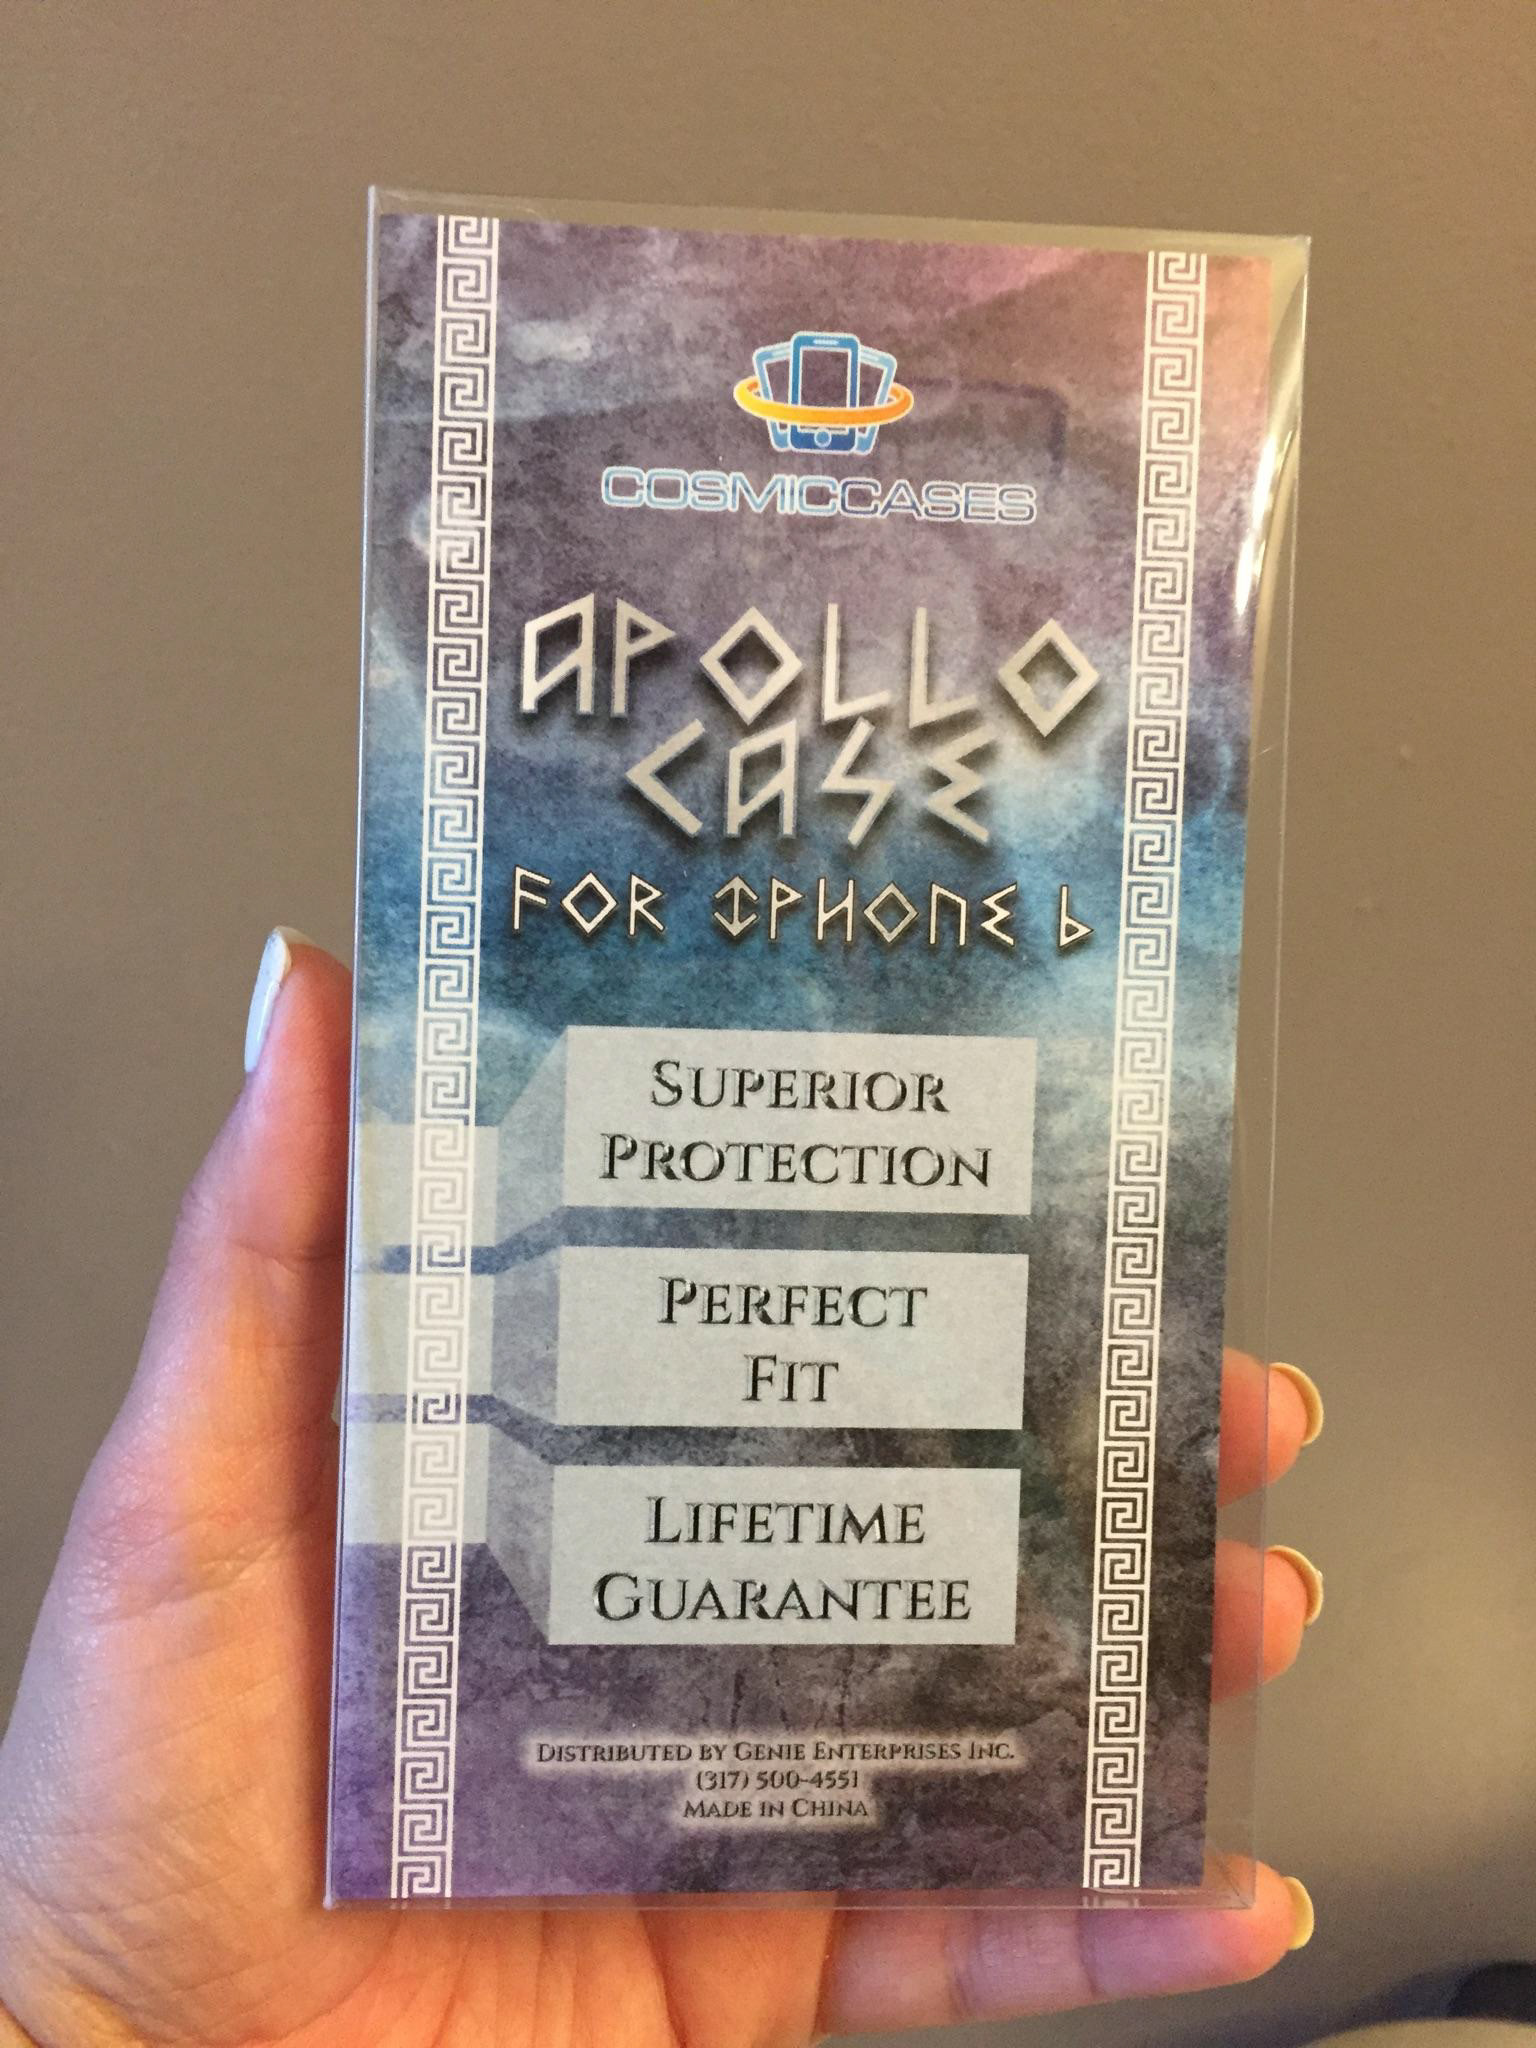 COSMICCASES
APOLLO
CASE
FOR IPHONE 6
SUPERIOR
PROTECTION
PERFECT
FIT
LIFETIME
GUARANTEE
DISTRIBUTED BY GENIE ENTERPRISES INC.
(317) 500-4551
MADE IN CHINA